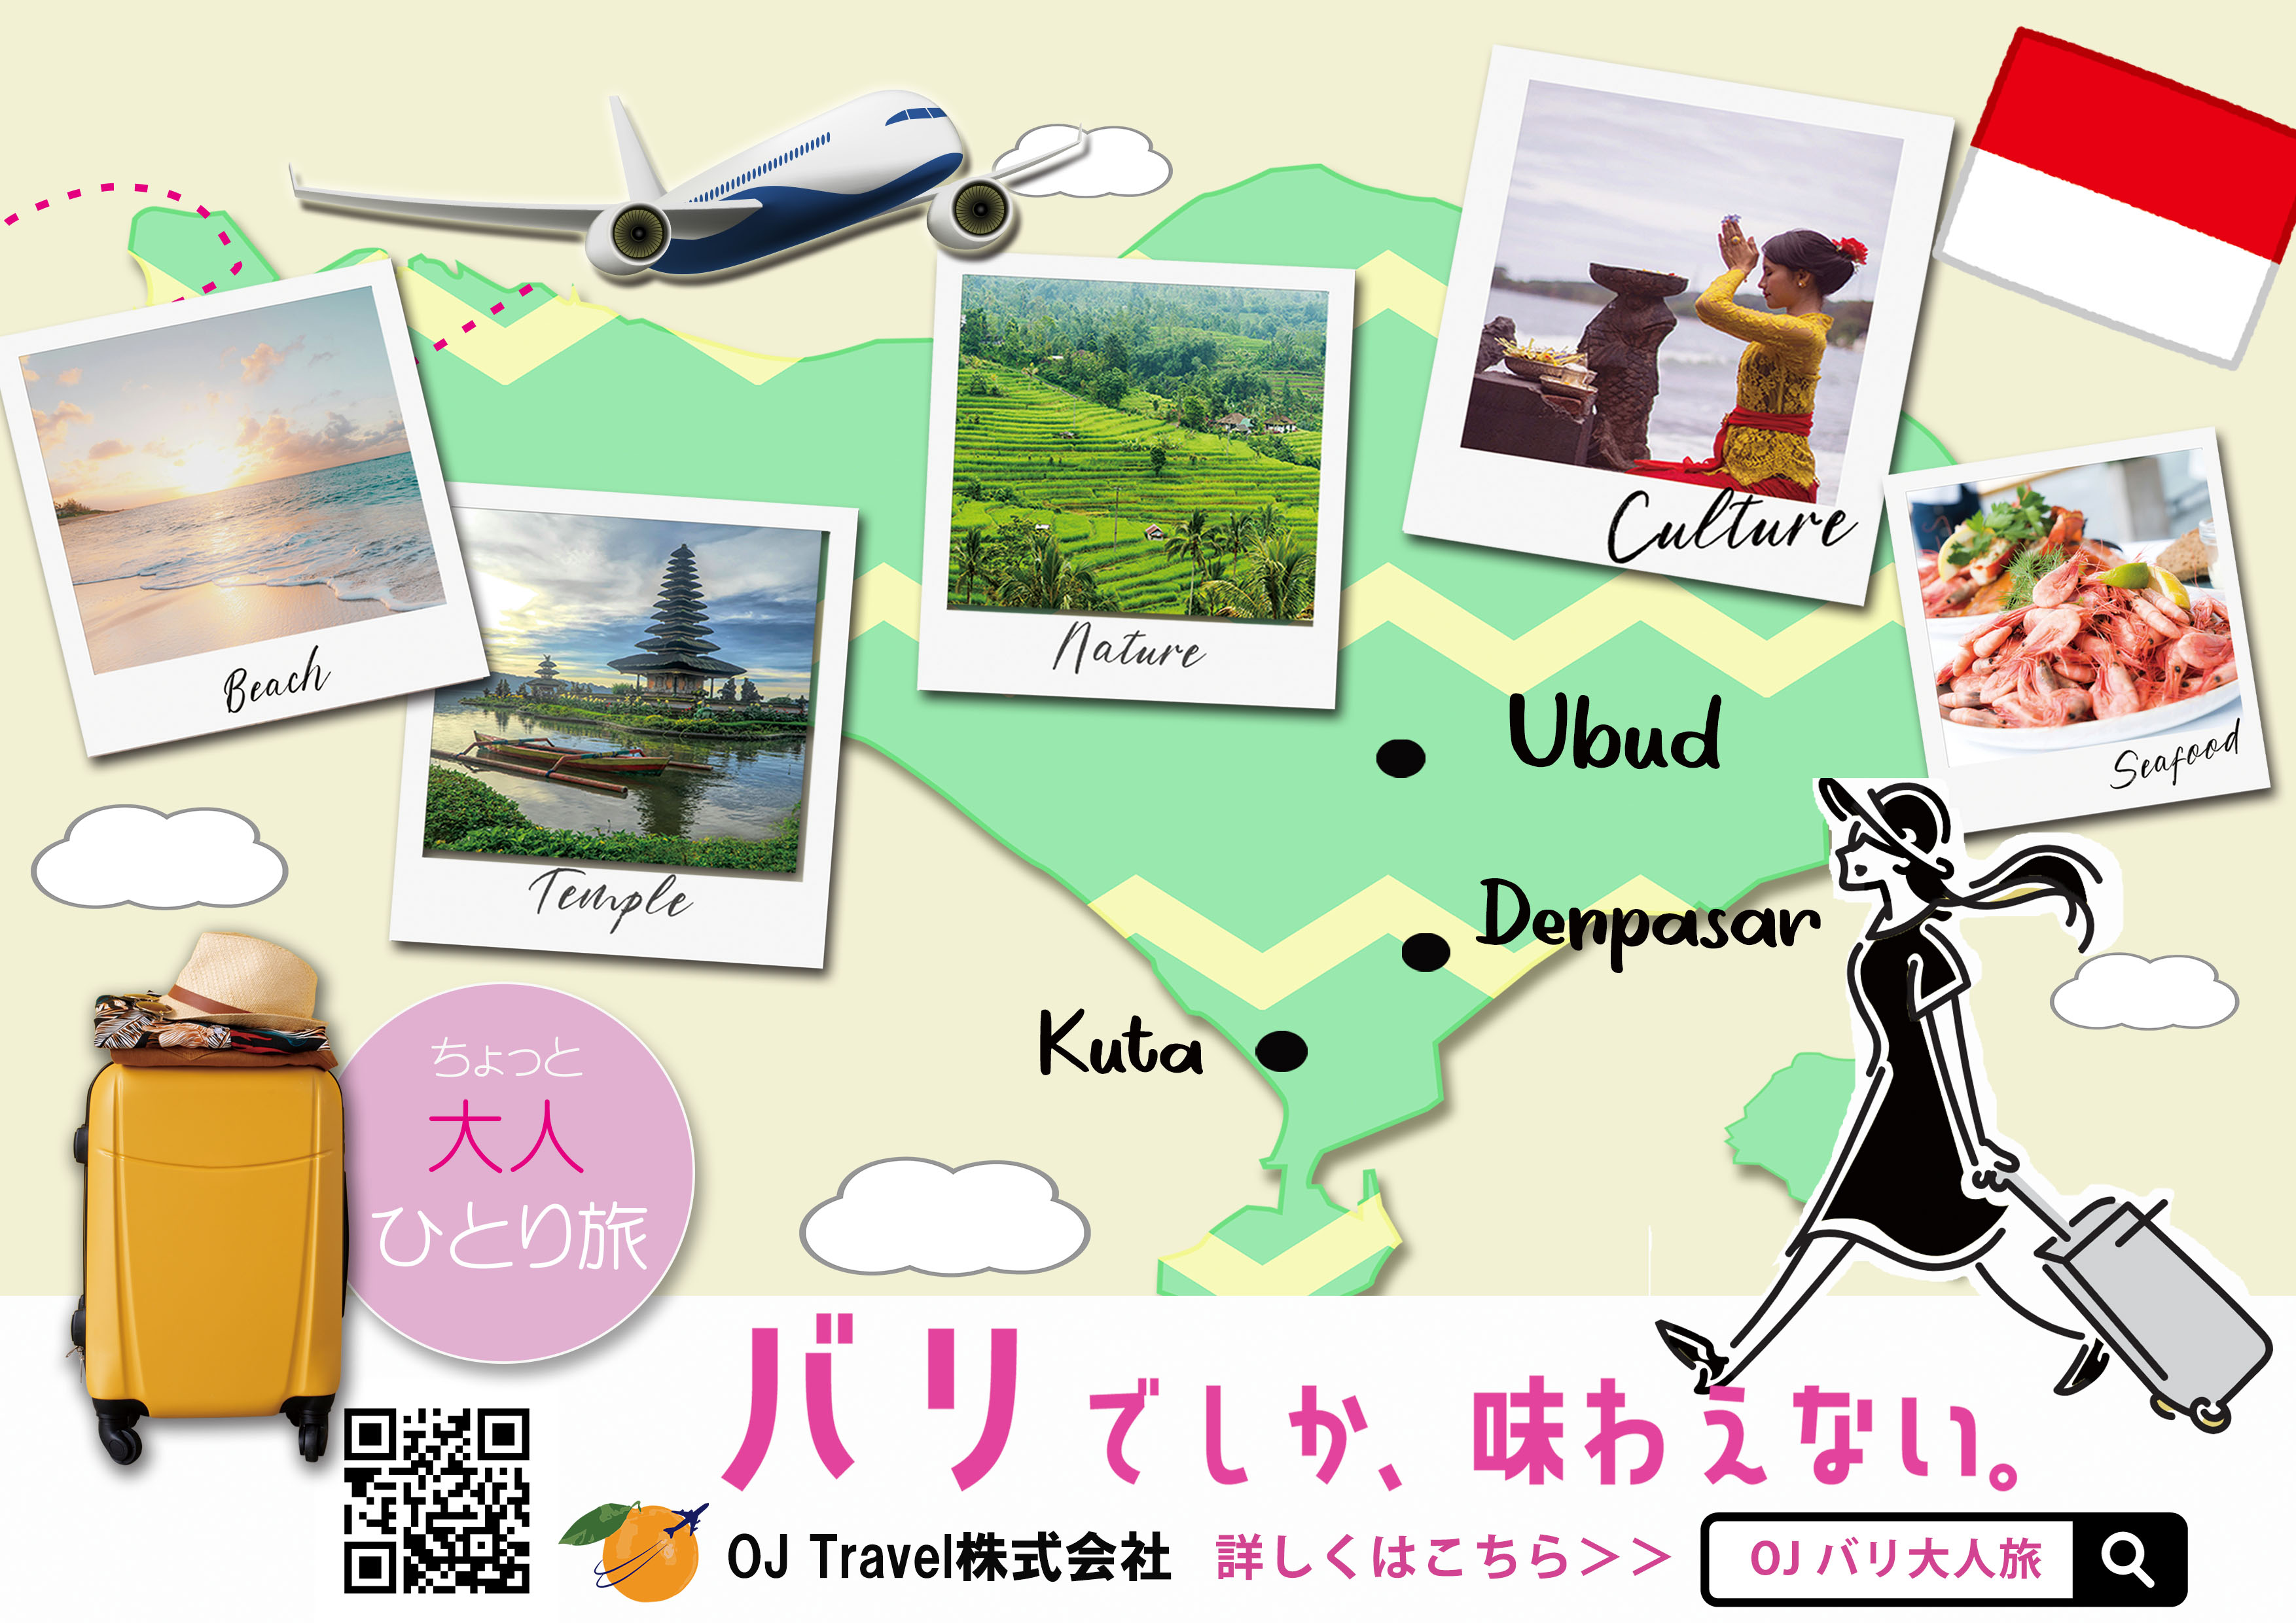 Beach
Temple
Nature
Culture
Seafood
Ubud
Denpasar
Kuta
ちょっと
大人
ひとり旅
バリでしか、味わえない。
OJ Travel株式会社
詳しくはこちら>>
OJ バリ大人旅